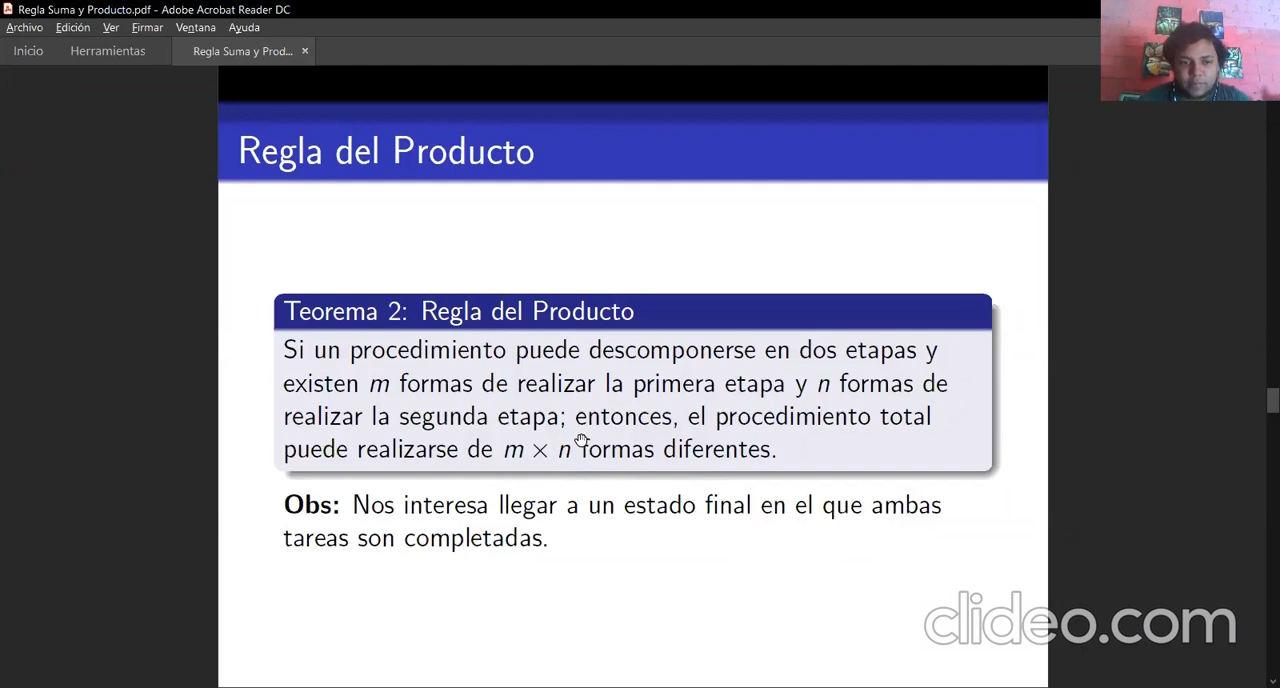 Regla Suma y Producto.pdf - Adobe Acrobat Reader DC
Archivo Edición Ver Firmar Ventana Ayuda
Inicio Herramientas Regla Suma y Prod... ×
Regla del Producto
Teorema 2: Regla del Producto
Si un procedimiento puede descomponerse en dos etapas y
existen m formas de realizar la primera etapa y n formas de
realizar la segunda etapa; entonces, el procedimiento total
puede realizarse de m × n formas diferentes.
Obs: Nos interesa llegar a un estado final en el que ambas
tareas son completadas.
clideo.com